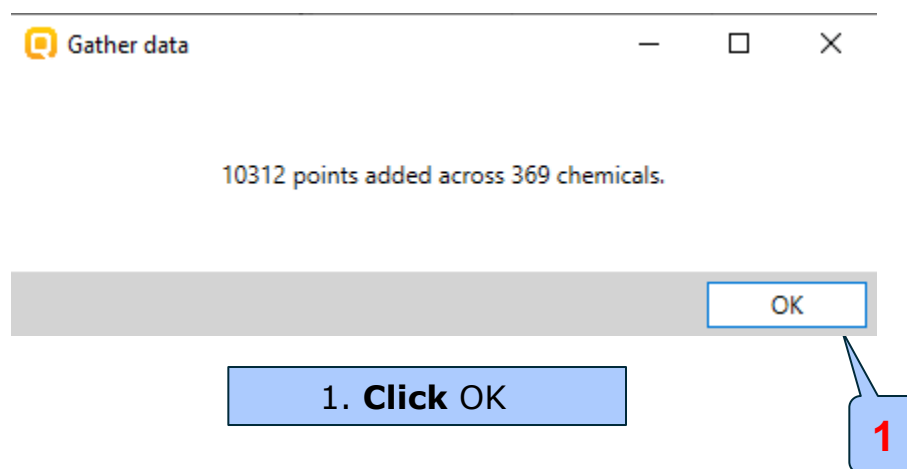 Gather data
10312 points added across 369 chemicals.
OK
1. Click OK
1